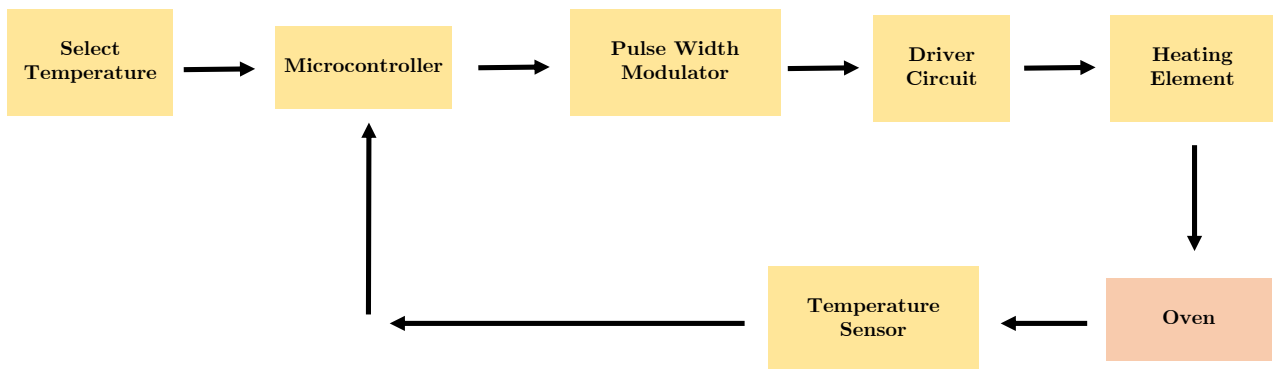 Select
Temperature
Microcontroller
Pulse Width
Modulator
Driver
Circuit
Heating
Element
Temperature
Sensor
Oven